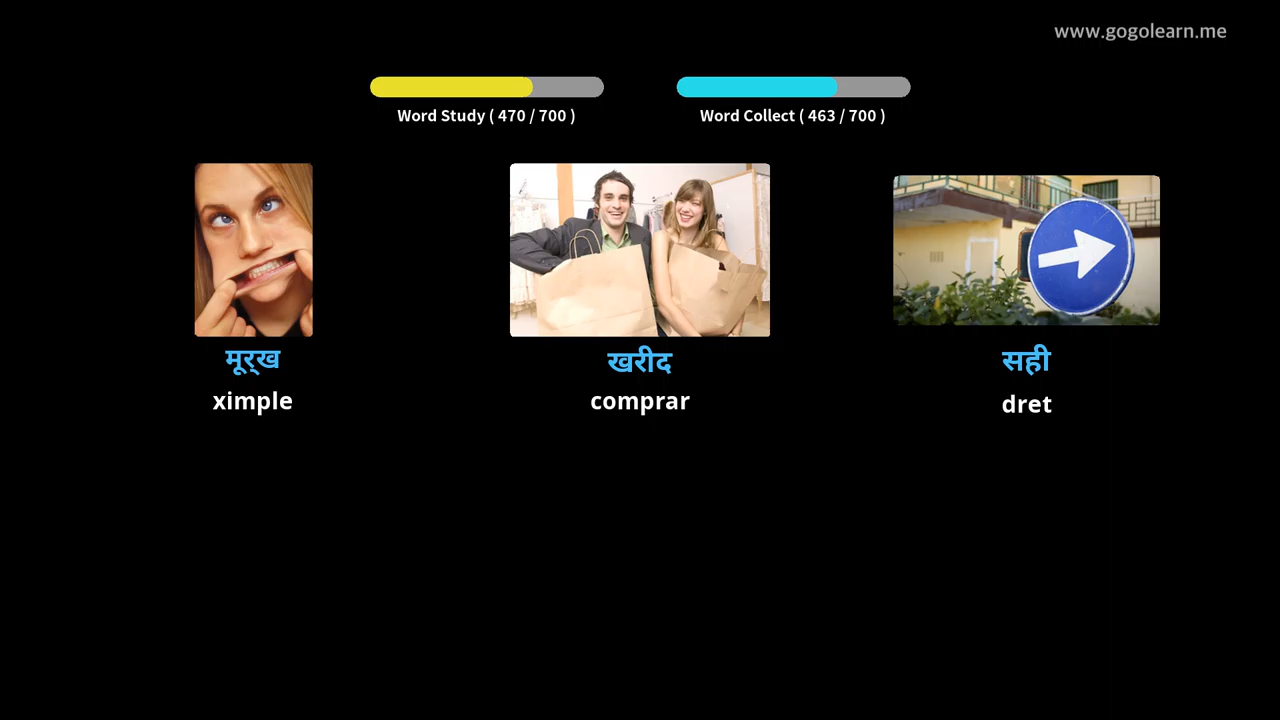 www.gogolearn.me
Word Study ( 470 / 700 )
Word Collect ( 463 / 700 )
मूर्ख
खरीद
सही
ximple
comprar
dret